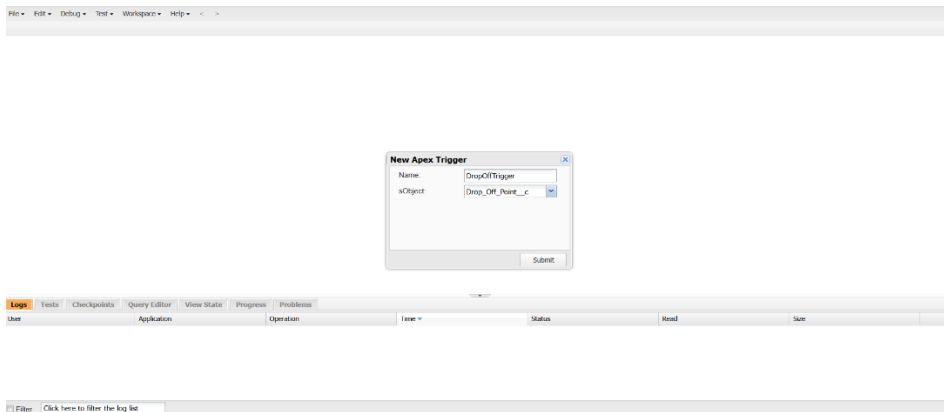 File Edit Debug Test Workspace Help < >
New Apex Trigger
Name: DropOffTrigger
sObject: Drop_Off_Point__c
Submit
Logs Tests Checkpoints Query Editor View State Progress Problems
User Application Operation Time Status Read Size
Filter Click here to filter the log list